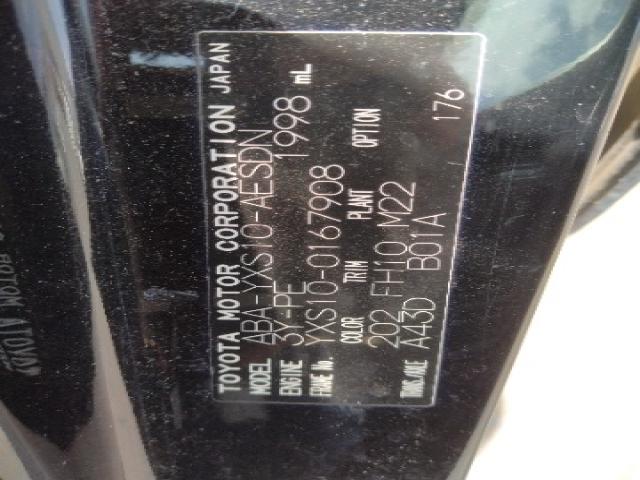 TOYOTA MOTOR CORPORATION JAPAN
MODEL ABA-YXS10-AESDN
ENGINE 3Y-PE 1998 mL
FRAME No. YXS10-0167908
COLOR TRIM PLANT OPTION
202 FH10 M22 176
TRANS./AXLE A43D B01A